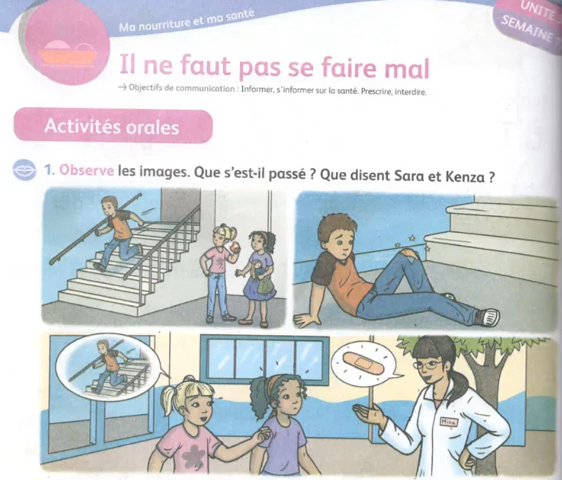 Ma nourriture et ma santé
UNITÉ
SEMAINE
Il ne faut pas se faire mal
→ Objectifs de communication : Informer, s'informer sur la santé. Prescrire, interdire.
Activités orales
1. Observe les images. Que s'est-il passé ? Que disent Sara et Kenza ?
Mina